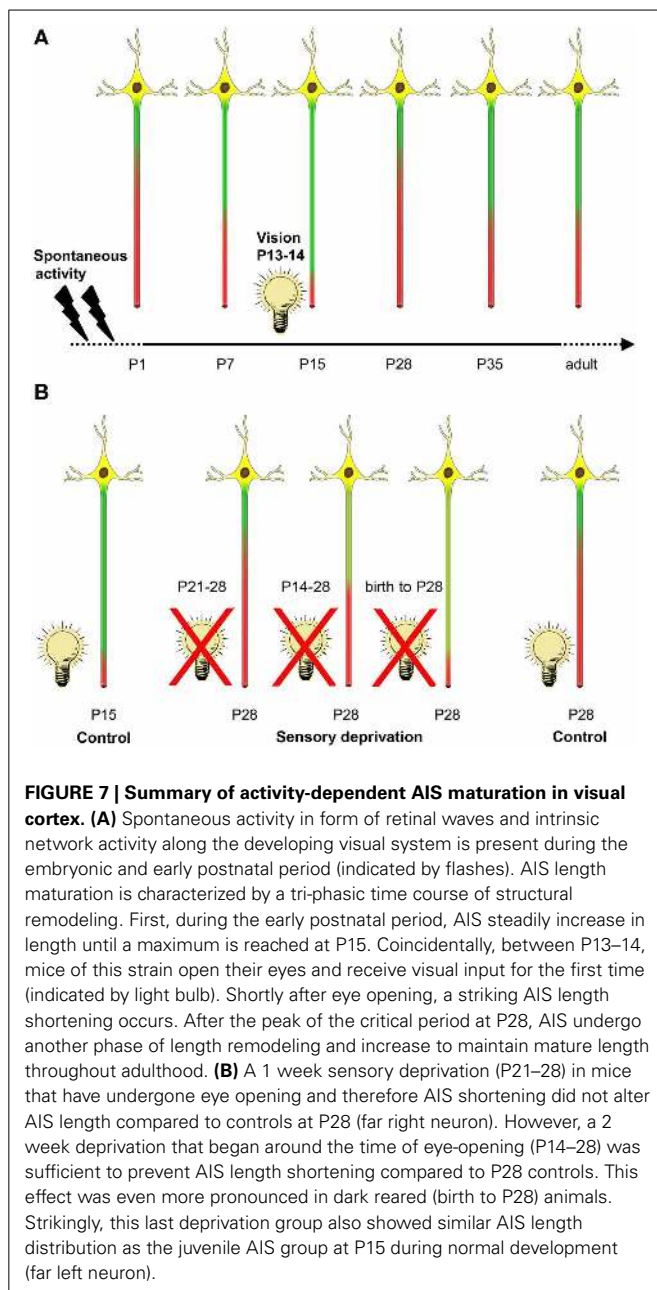 A
Spontaneous
activity
Vision
P13-14
P1 P7 P15 P28 P35 adult
B
P21-28 P14-28 birth to P28
P15 P28 P28 P28 P28
Control Sensory deprivation Control
FIGURE 7 | Summary of activity-dependent AIS maturation in visual
cortex. (A) Spontaneous activity in form of retinal waves and intrinsic
network activity along the developing visual system is present during the
embryonic and early postnatal period (indicated by flashes). AIS length
maturation is characterized by a tri-phasic time course of structural
remodeling. First, during the early postnatal period, AIS steadily increase in
length until a maximum is reached at P15. Coincidentally, between P13–14,
mice of this strain open their eyes and receive visual input for the first time
(indicated by light bulb). Shortly after eye opening, a striking AIS length
shortening occurs. After the peak of the critical period at P28, AIS undergo
another phase of length remodeling and increase to maintain mature length
throughout adulthood. (B) A 1 week sensory deprivation (P21–28) in mice
that have undergone eye opening and therefore AIS shortening did not alter
AIS length compared to controls at P28 (far right neuron). However, a 2
week deprivation that began around the time of eye-opening (P14–28) was
sufficient to prevent AIS length shortening compared to P28 controls. This
effect was even more pronounced in dark reared (birth to P28) animals.
Strikingly, this last deprivation group also showed similar AIS length
distribution as the juvenile AIS group at P15 during normal development
(far left neuron).